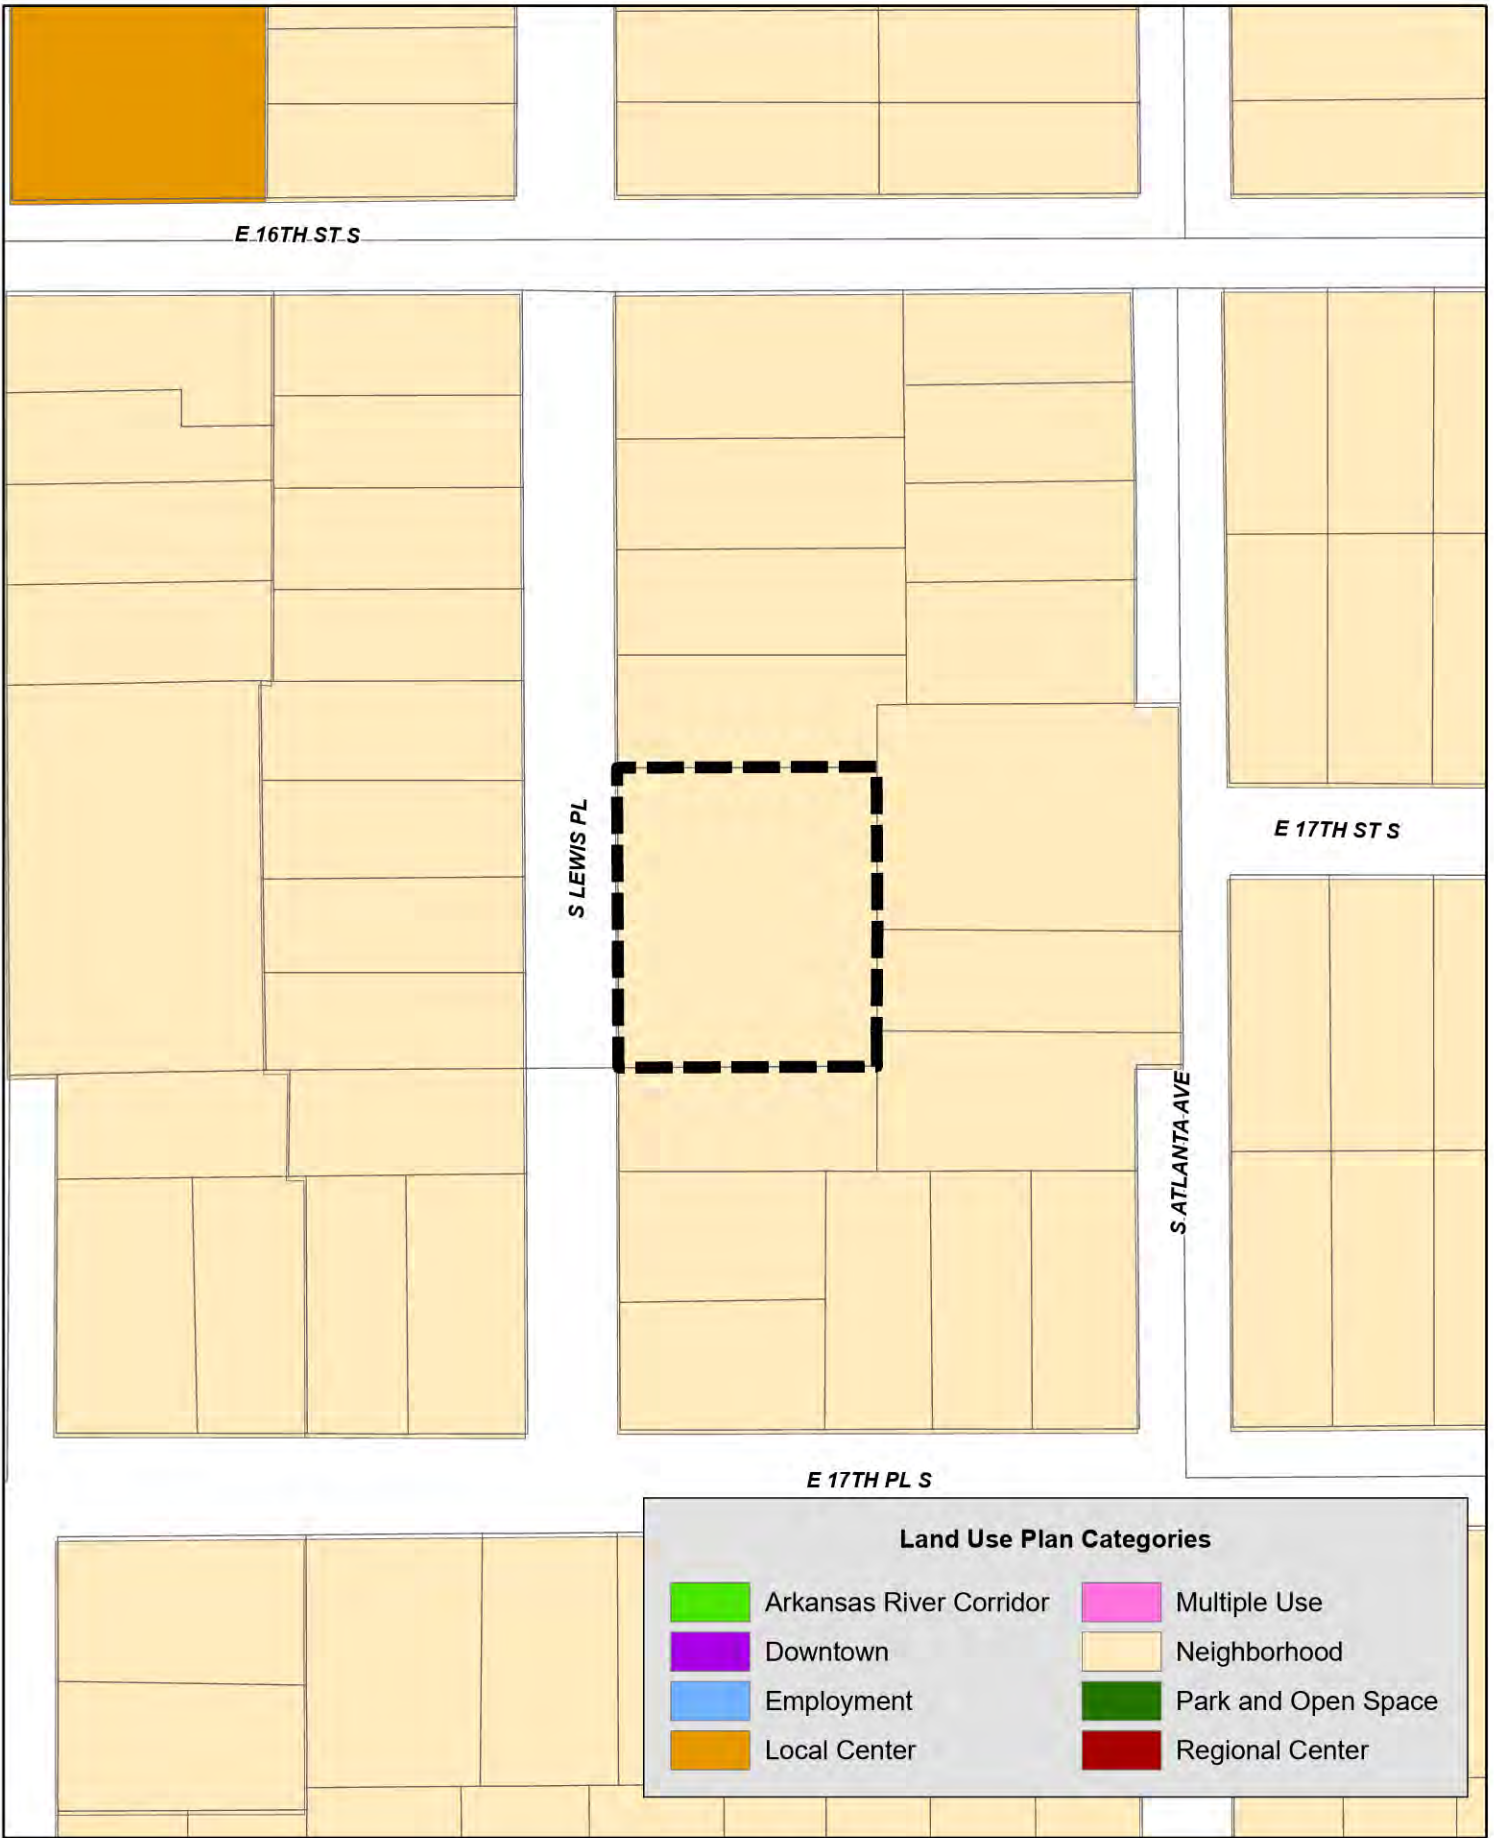 E 16TH ST S
S LEWIS PL
E 17TH ST S
S ATLANTA AVE
E 17TH PL S
Land Use Plan Categories
Arkansas River Corridor
Downtown
Employment
Local Center
Multiple Use
Neighborhood
Park and Open Space
Regional Center